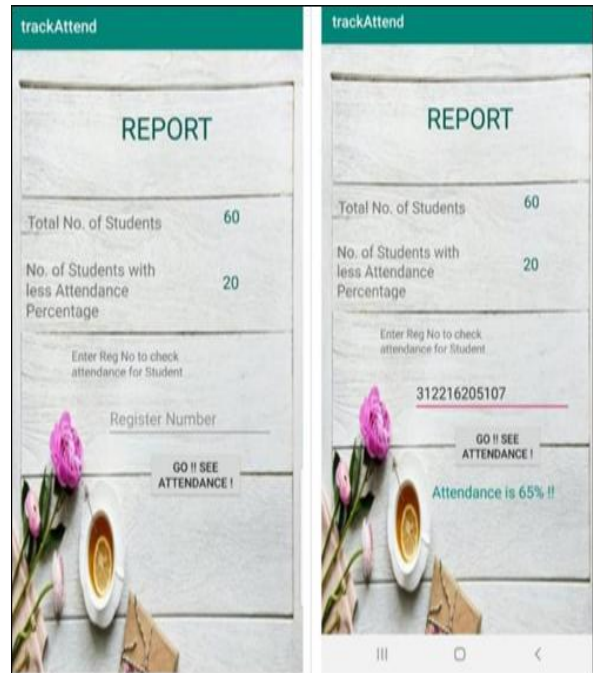 trackAttend
REPORT
Total No. of Students 60
No. of Students with
less Attendance 20
Percentage
Enter Reg No to check
attendance for Student
Register Number
GO !! SEE
ATTENDANCE !
trackAttend
REPORT
Total No. of Students 60
No. of Students with
less Attendance 20
Percentage
Enter Reg No to check
attendance for Student
312216205107
GO !! SEE
ATTENDANCE !
Attendance is 65% !!